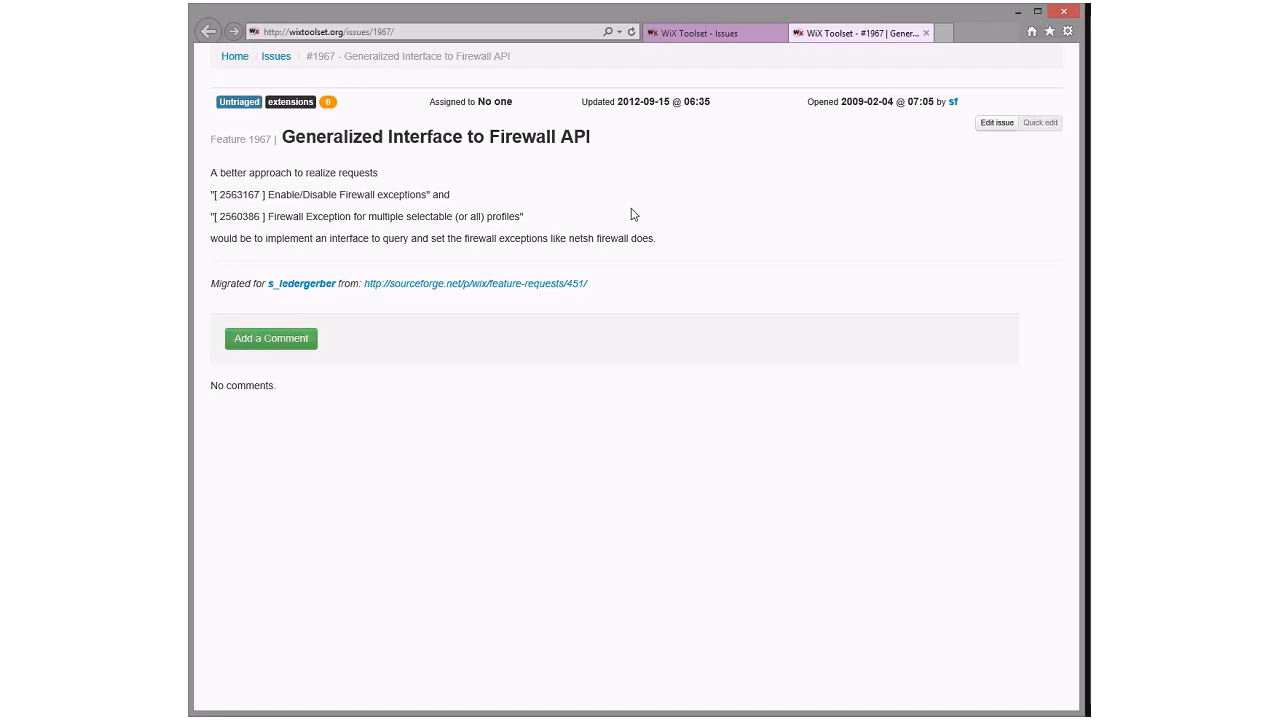 http://wixtoolset.org/issues/1967/
WiX Toolset - Issues
WiX Toolset - #1967 | Gener...
Home / Issues / #1967 - Generalized Interface to Firewall API
Untriaged extensions 0 Assigned to No one Updated 2012-09-15 @ 06:35 Opened 2009-02-04 @ 07:05 by sf
Edit issue Quick edit
Feature 1967 | Generalized Interface to Firewall API
A better approach to realize requests
"[ 2563167 ] Enable/Disable Firewall exceptions" and
"[ 2560386 ] Firewall Exception for multiple selectable (or all) profiles"
would be to implement an interface to query and set the firewall exceptions like netsh firewall does.
Migrated for s_ledergerber from: http://sourceforge.net/p/wix/feature-requests/451/
Add a Comment
No comments.